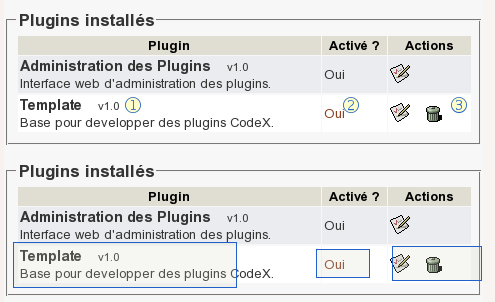 Plugins installés
Plugin Activé ? Actions
Administration des Plugins v1.0
Interface web d'administration des plugins.
Oui
Template v1.0 1
Base pour developper des plugins CodeX.
Oui 2 3
Plugins installés
Plugin Activé ? Actions
Administration des Plugins v1.0
Interface web d'administration des plugins.
Oui
Template v1.0
Base pour developper des plugins CodeX.
Oui